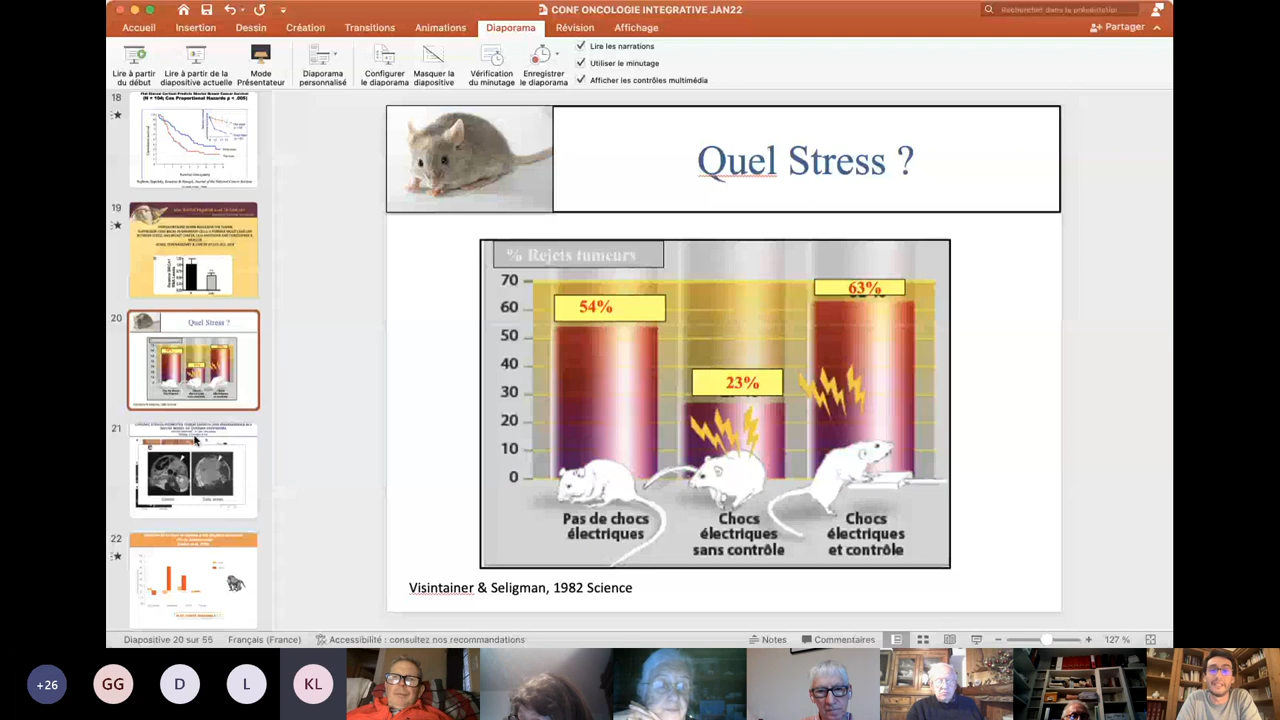 CONF ONCOLOGIE INTEGRATIVE JAN22
Rechercher dans la présentation
Accueil
Insertion
Dessin
Création
Transitions
Animations
Diaporama
Révision
Affichage
Partager
Lire à partir
du début
Lire à partir de la
diapositive actuelle
Mode
Présentateur
Diaporama
personnalisé
Configurer
le diaporama
Masquer la
diapositive
Vérification
du minutage
Enregistrer
le diaporama
Lire les narrations
Utiliser le minutage
Afficher les contrôles multimédia
18
19
20
Quel Stress ?
21
22
Quel Stress ?
% Rejets tumeurs
70
60
50
40
30
20
10
0
54%
23%
63%
Pas de chocs
électriques
Chocs
électriques
sans contrôle
Chocs
électriques
et contrôle
Visintainer & Seligman, 1982 Science
Diapositive 20 sur 55
Français (France)
Accessibilité : consultez nos recommandations
Notes
Commentaires
127 %
+26
GG
D
L
KL